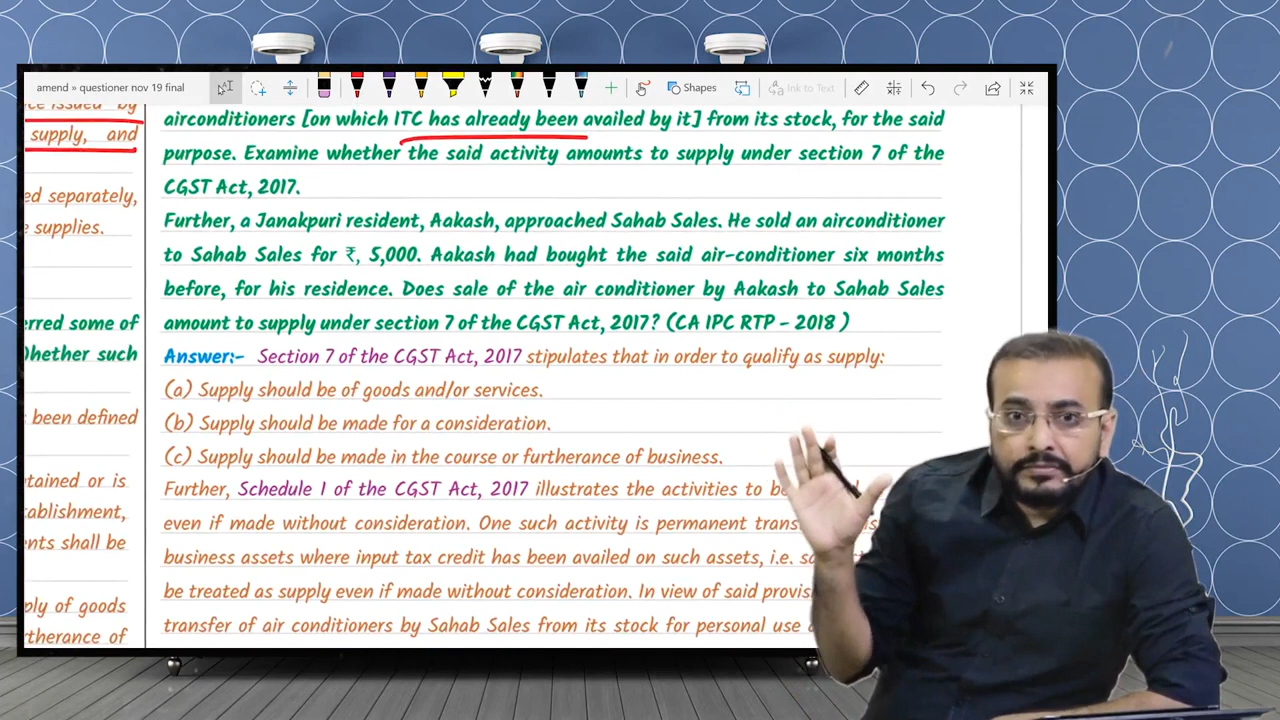 amend » questioner nov 19 final
Shapes
Ink to Text
issued by
supply, and
separately,
supplies.
some of
such
been defined
or is
shall be
of goods
of
airconditioners [on which ITC has already been availed by it] from its stock, for the said
purpose. Examine whether the said activity amounts to supply under section 7 of the
CGST Act, 2017.
Further, a Janakpuri resident, Aakash, approached Sahab Sales. He sold an airconditioner
to Sahab Sales for ₹, 5,000. Aakash had bought the said air-conditioner six months
before, for his residence. Does sale of the air conditioner by Aakash to Sahab Sales
amount to supply under section 7 of the CGST Act, 2017? (CA IPC RTP - 2018 )
Answer:- Section 7 of the CGST Act, 2017 stipulates that in order to qualify as supply:
(a) Supply should be of goods and/or services.
(b) Supply should be made for a consideration.
(c) Supply should be made in the course or furtherance of business.
Further, Schedule 1 of the CGST Act, 2017 illustrates the activities to
even if made without consideration. One such activity is permanent
business assets where input tax credit has been availed on such assets, i.e.
be treated as supply even if made without consideration. In view of said
transfer of air conditioners by Sahab Sales from its stock for personal use